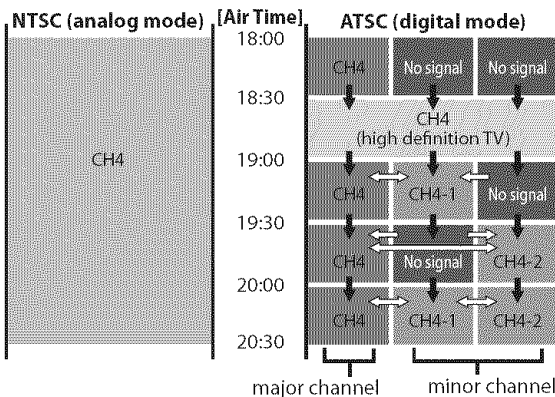 NTSC (analog mode) [Air Time] ATSC (digital mode)
18:00
CH4 No signal No signal
18:30
CH4
(high definition TV)
CH4
19:00
CH4 CH4-1 No signal
19:30
CH4 No signal CH4-2
20:00
CH4 CH4-1 CH4-2
20:30
major channel minor channel